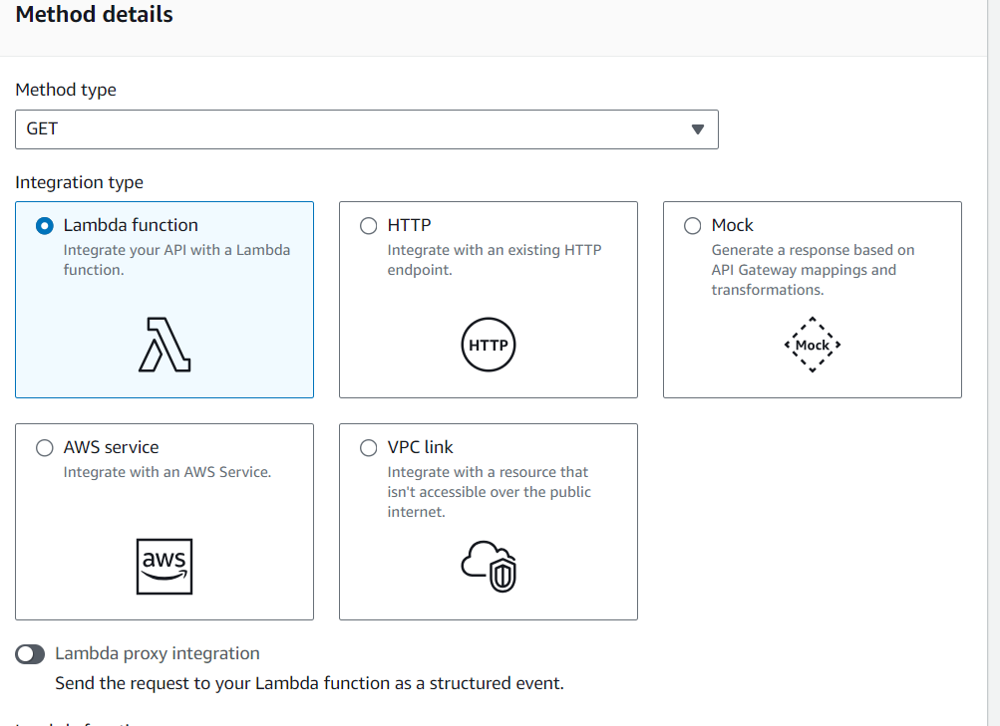 Method details
Method type
GET
Integration type
Lambda function
Integrate your API with a Lambda
function.
HTTP
Integrate with an existing HTTP
endpoint.
HTTP
Mock
Generate a response based on
API Gateway mappings and
transformations.
Mock
AWS service
Integrate with an AWS Service.
aws
VPC link
Integrate with a resource that
isn't accessible over the public
internet.
Lambda proxy integration
Send the request to your Lambda function as a structured event.